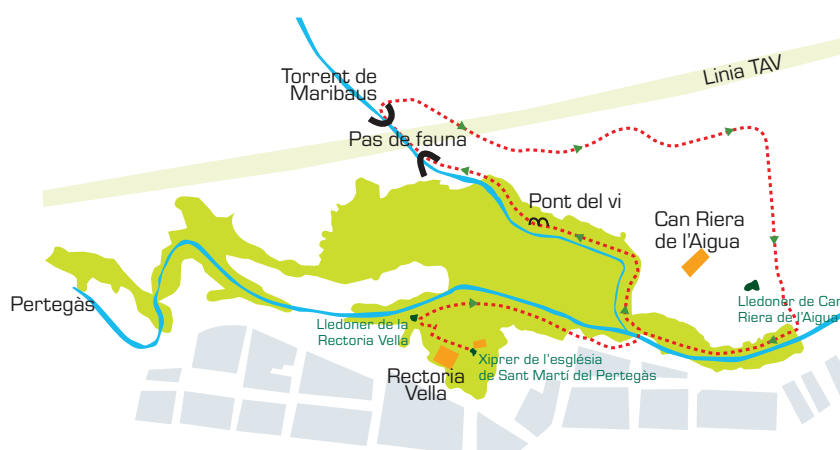 Torrent de
Maribaus
Linia TAV
Pas de fauna
Pont del vi
Can Riera
de l'Aigua
Pertegàs
Lledoner de Can
Riera de l'Aigua
Lledoner de la
Rectoria Vella
Xiprer de l'església
de Sant Martí del Pertegàs
Rectoria
Vella